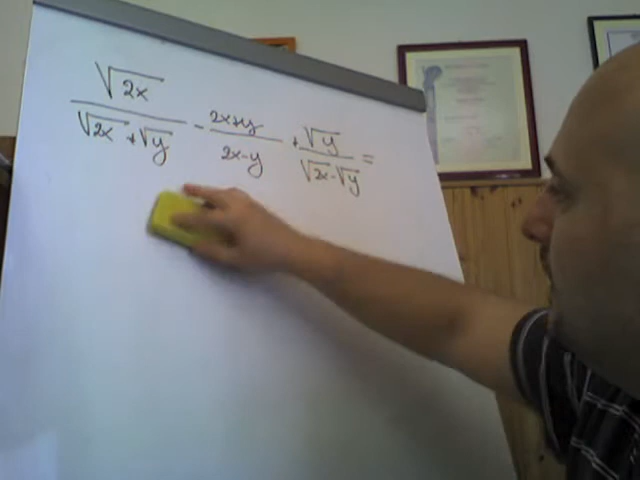 √2x / (√2x + √y) - (2x+y) / (2x-y) + √y / (√2x - √y) =